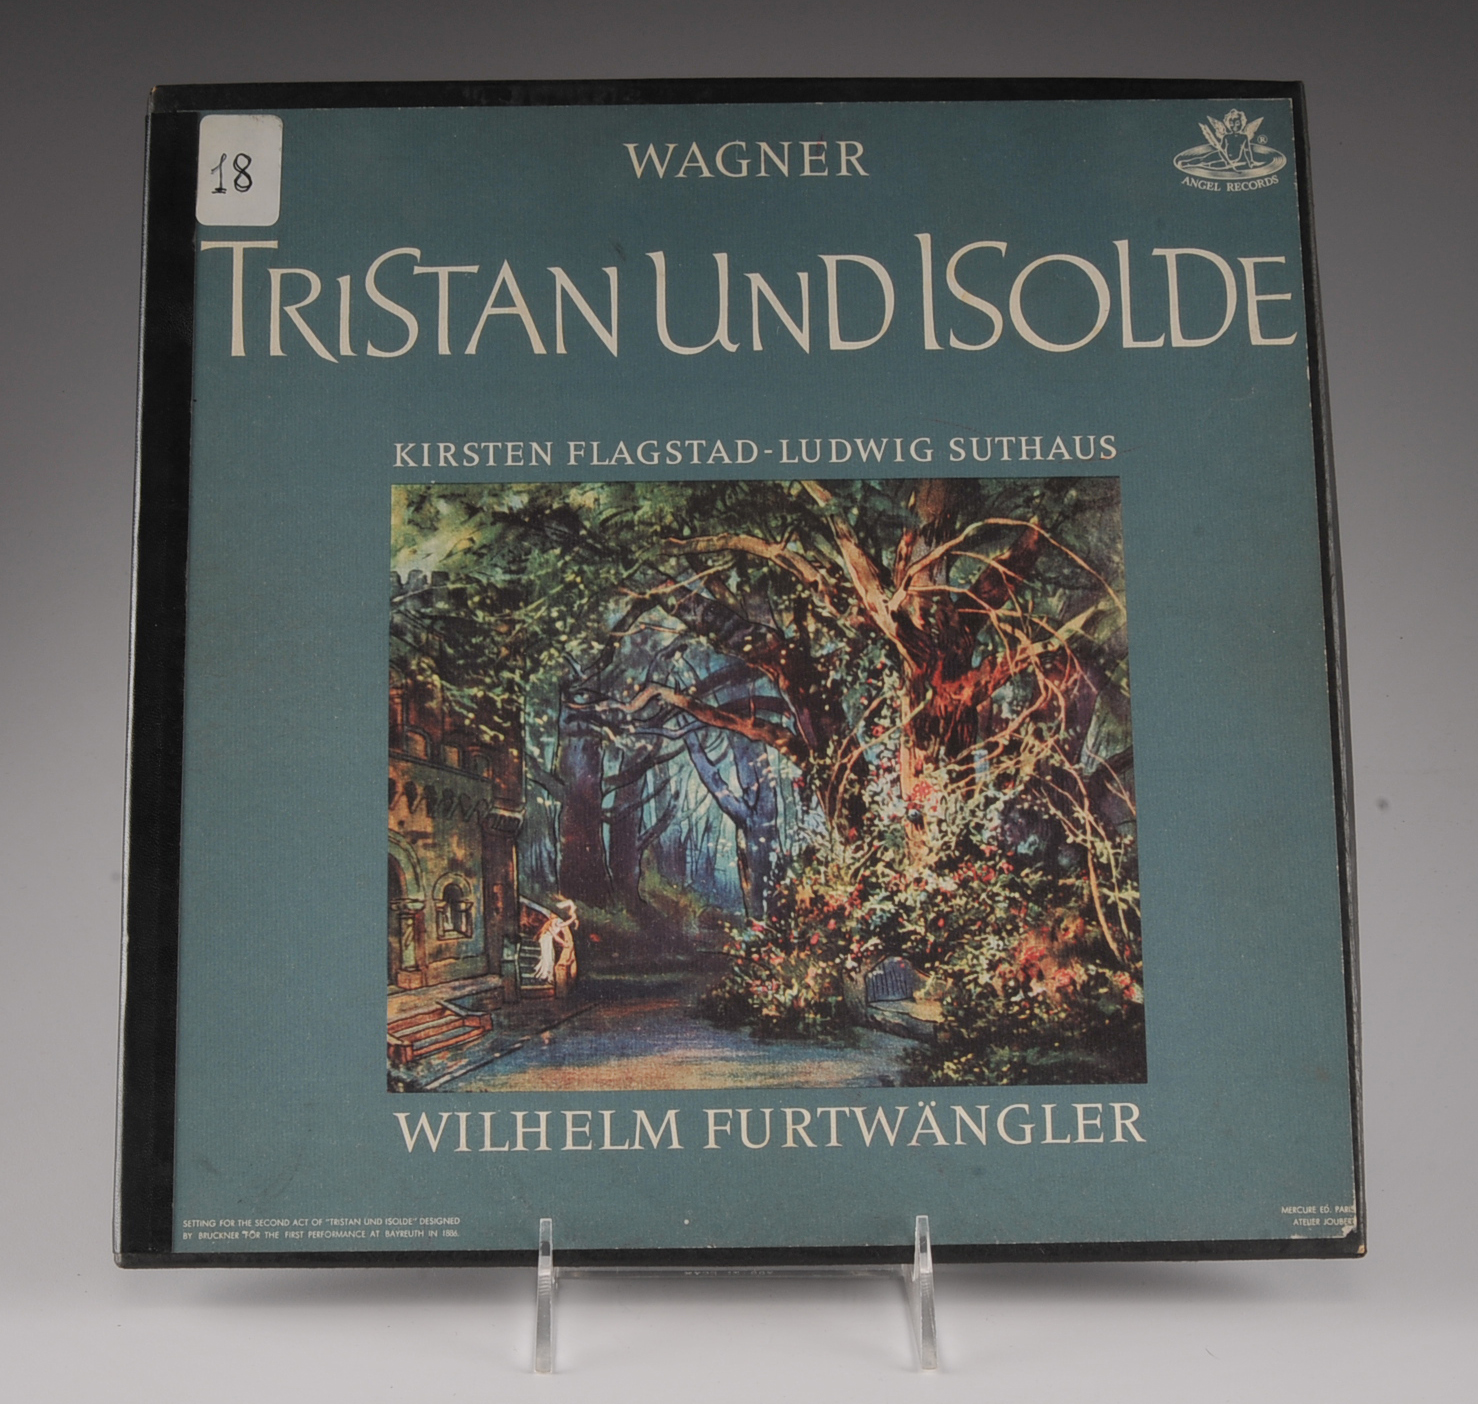 18
WAGNER
®
ANGEL RECORDS
TRISTAN UND ISOLDE
KIRSTEN FLAGSTAD-LUDWIG SUTHAUS
WILHELM FURTWÄNGLER
SETTING FOR THE SECOND ACT OF "TRISTAN UND ISOLDE" DESIGNED
BY BRUCKNER FOR THE FIRST PERFORMANCE AT BAYREUTH IN 1886.
MERCURE ED. PARIS
ATELIER JOUBERT